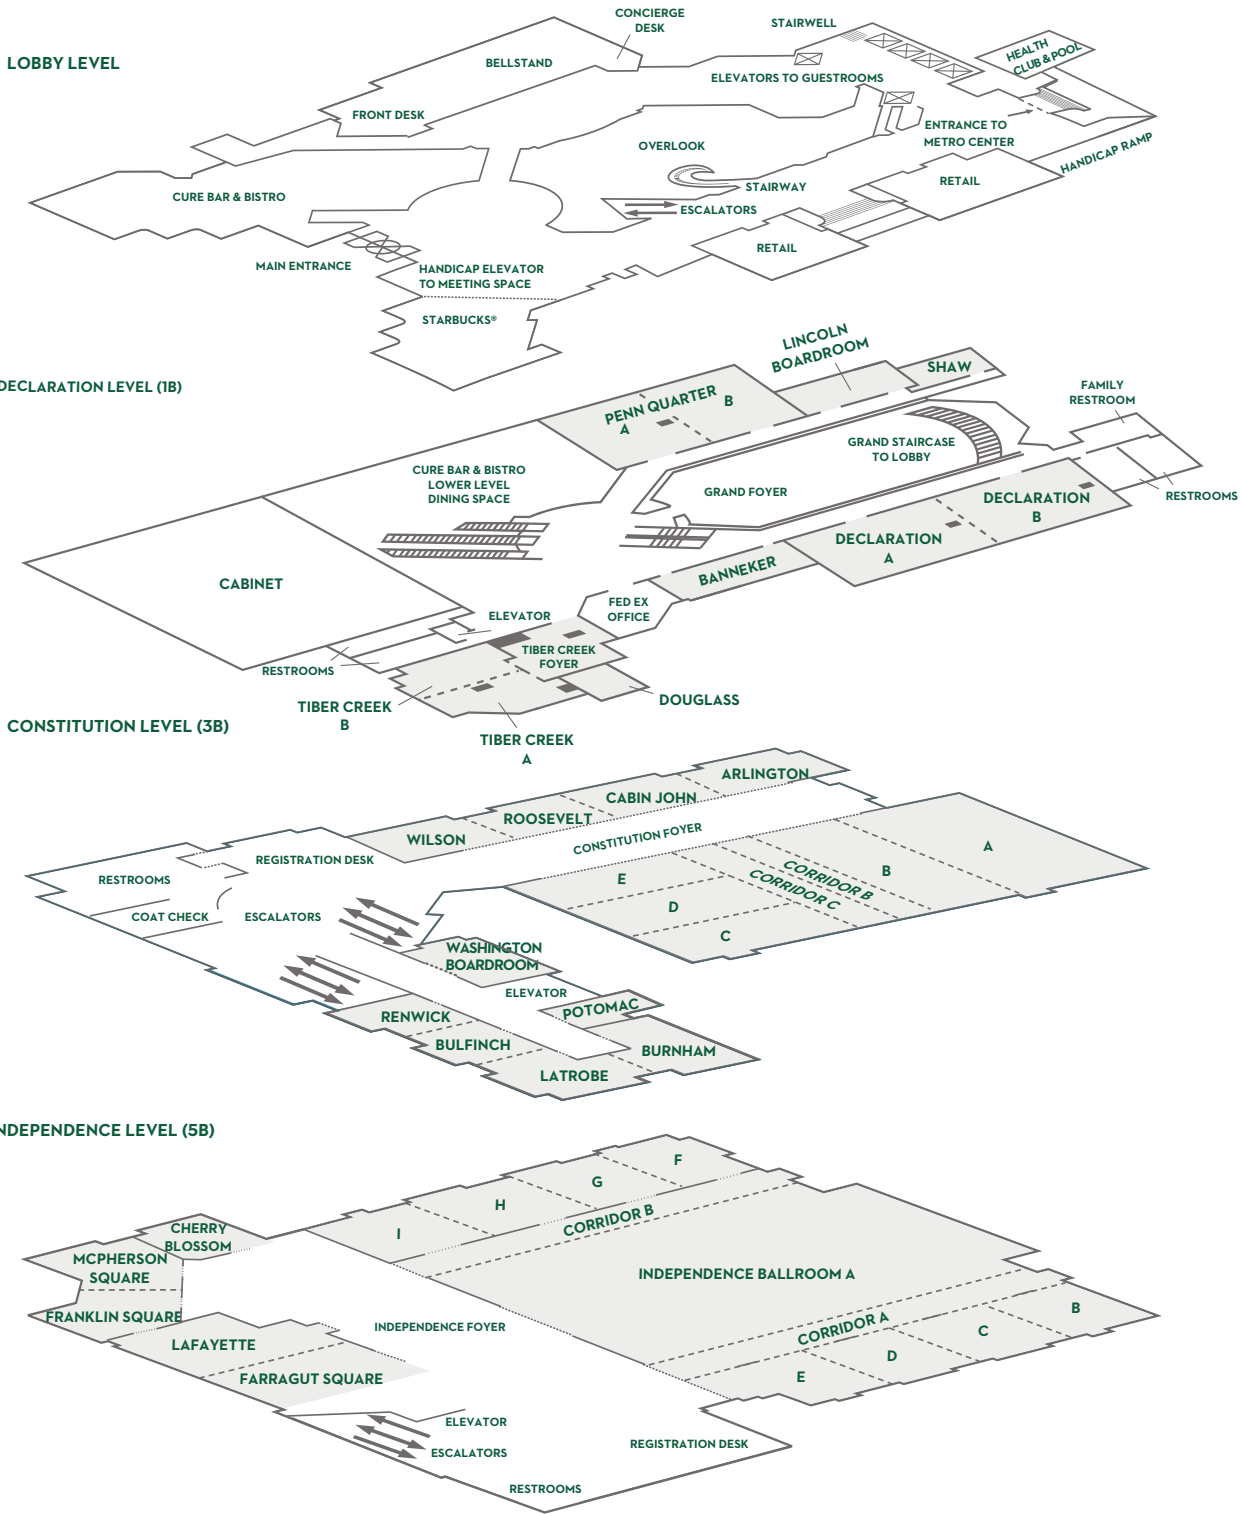 LOBBY LEVEL
CONCIERGE
DESK
STAIRWELL
BELLSTAND
HEALTH
CLUB & POOL
ELEVATORS TO GUESTROOMS
FRONT DESK
ENTRANCE TO
METRO CENTER
OVERLOOK
HANDICAP RAMP
CURE BAR & BISTRO
STAIRWAY
RETAIL
ESCALATORS
RETAIL
MAIN ENTRANCE
HANDICAP ELEVATOR
TO MEETING SPACE
STARBUCKS®
DECLARATION LEVEL (1B)
LINCOLN
BOARDROOM
SHAW
PENN QUARTER
A
B
FAMILY
RESTROOM
GRAND STAIRCASE
TO LOBBY
CURE BAR & BISTRO
LOWER LEVEL
DINING SPACE
GRAND FOYER
RESTROOMS
DECLARATION
B
DECLARATION
A
CABINET
BANNEKER
FED EX
OFFICE
ELEVATOR
TIBER CREEK
FOYER
RESTROOMS
TIBER CREEK
B
DOUGLASS
TIBER CREEK
A
CONSTITUTION LEVEL (3B)
ARLINGTON
CABIN JOHN
ROOSEVELT
WILSON
CONSTITUTION FOYER
REGISTRATION DESK
A
B
CORRIDOR B
CORRIDOR C
E
D
C
RESTROOMS
COAT CHECK
ESCALATORS
WASHINGTON
BOARDROOM
ELEVATOR
POTOMAC
RENWICK
BULFINCH
BURNHAM
LATROBE
NDEPENDENCE LEVEL (5B)
F
G
H
I
CORRIDOR B
CHERRY
BLOSSOM
MCPHERSON
SQUARE
INDEPENDENCE BALLROOM A
FRANKLIN SQUARE
LAFAYETTE
INDEPENDENCE FOYER
CORRIDOR A
B
C
D
E
FARRAGUT SQUARE
ELEVATOR
ESCALATORS
REGISTRATION DESK
RESTROOMS